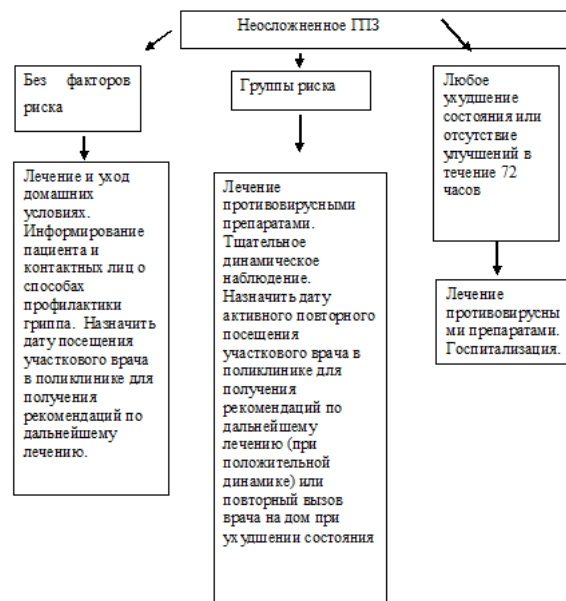 Неосложненное ГПЗ
Без факторов
риска
Группы риска
Любое
ухудшение
состояния или
отсутствие
улучшений в
течение 72
часов
Лечение и уход
домашних
условиях.
Информирование
пациента и
контактных лиц о
способах
профилактики
гриппа. Назначить
дату посещения
участкового врача
в поликлинике для
получения
рекомендаций по
дальнейшему
лечению.
Лечение
противовирусными
препаратами.
Тщательное
динамическое
наблюдение.
Назначить дату
активного повторного
посещения
участкового врача в
поликлинике для
получения
рекомендаций по
дальнейшему
лечению (при
положительной
динамике) или
повторный вызов
врача на дом при
ухудшении состояния
Лечение
противовирусны
ми препаратами.
Госпитализация.